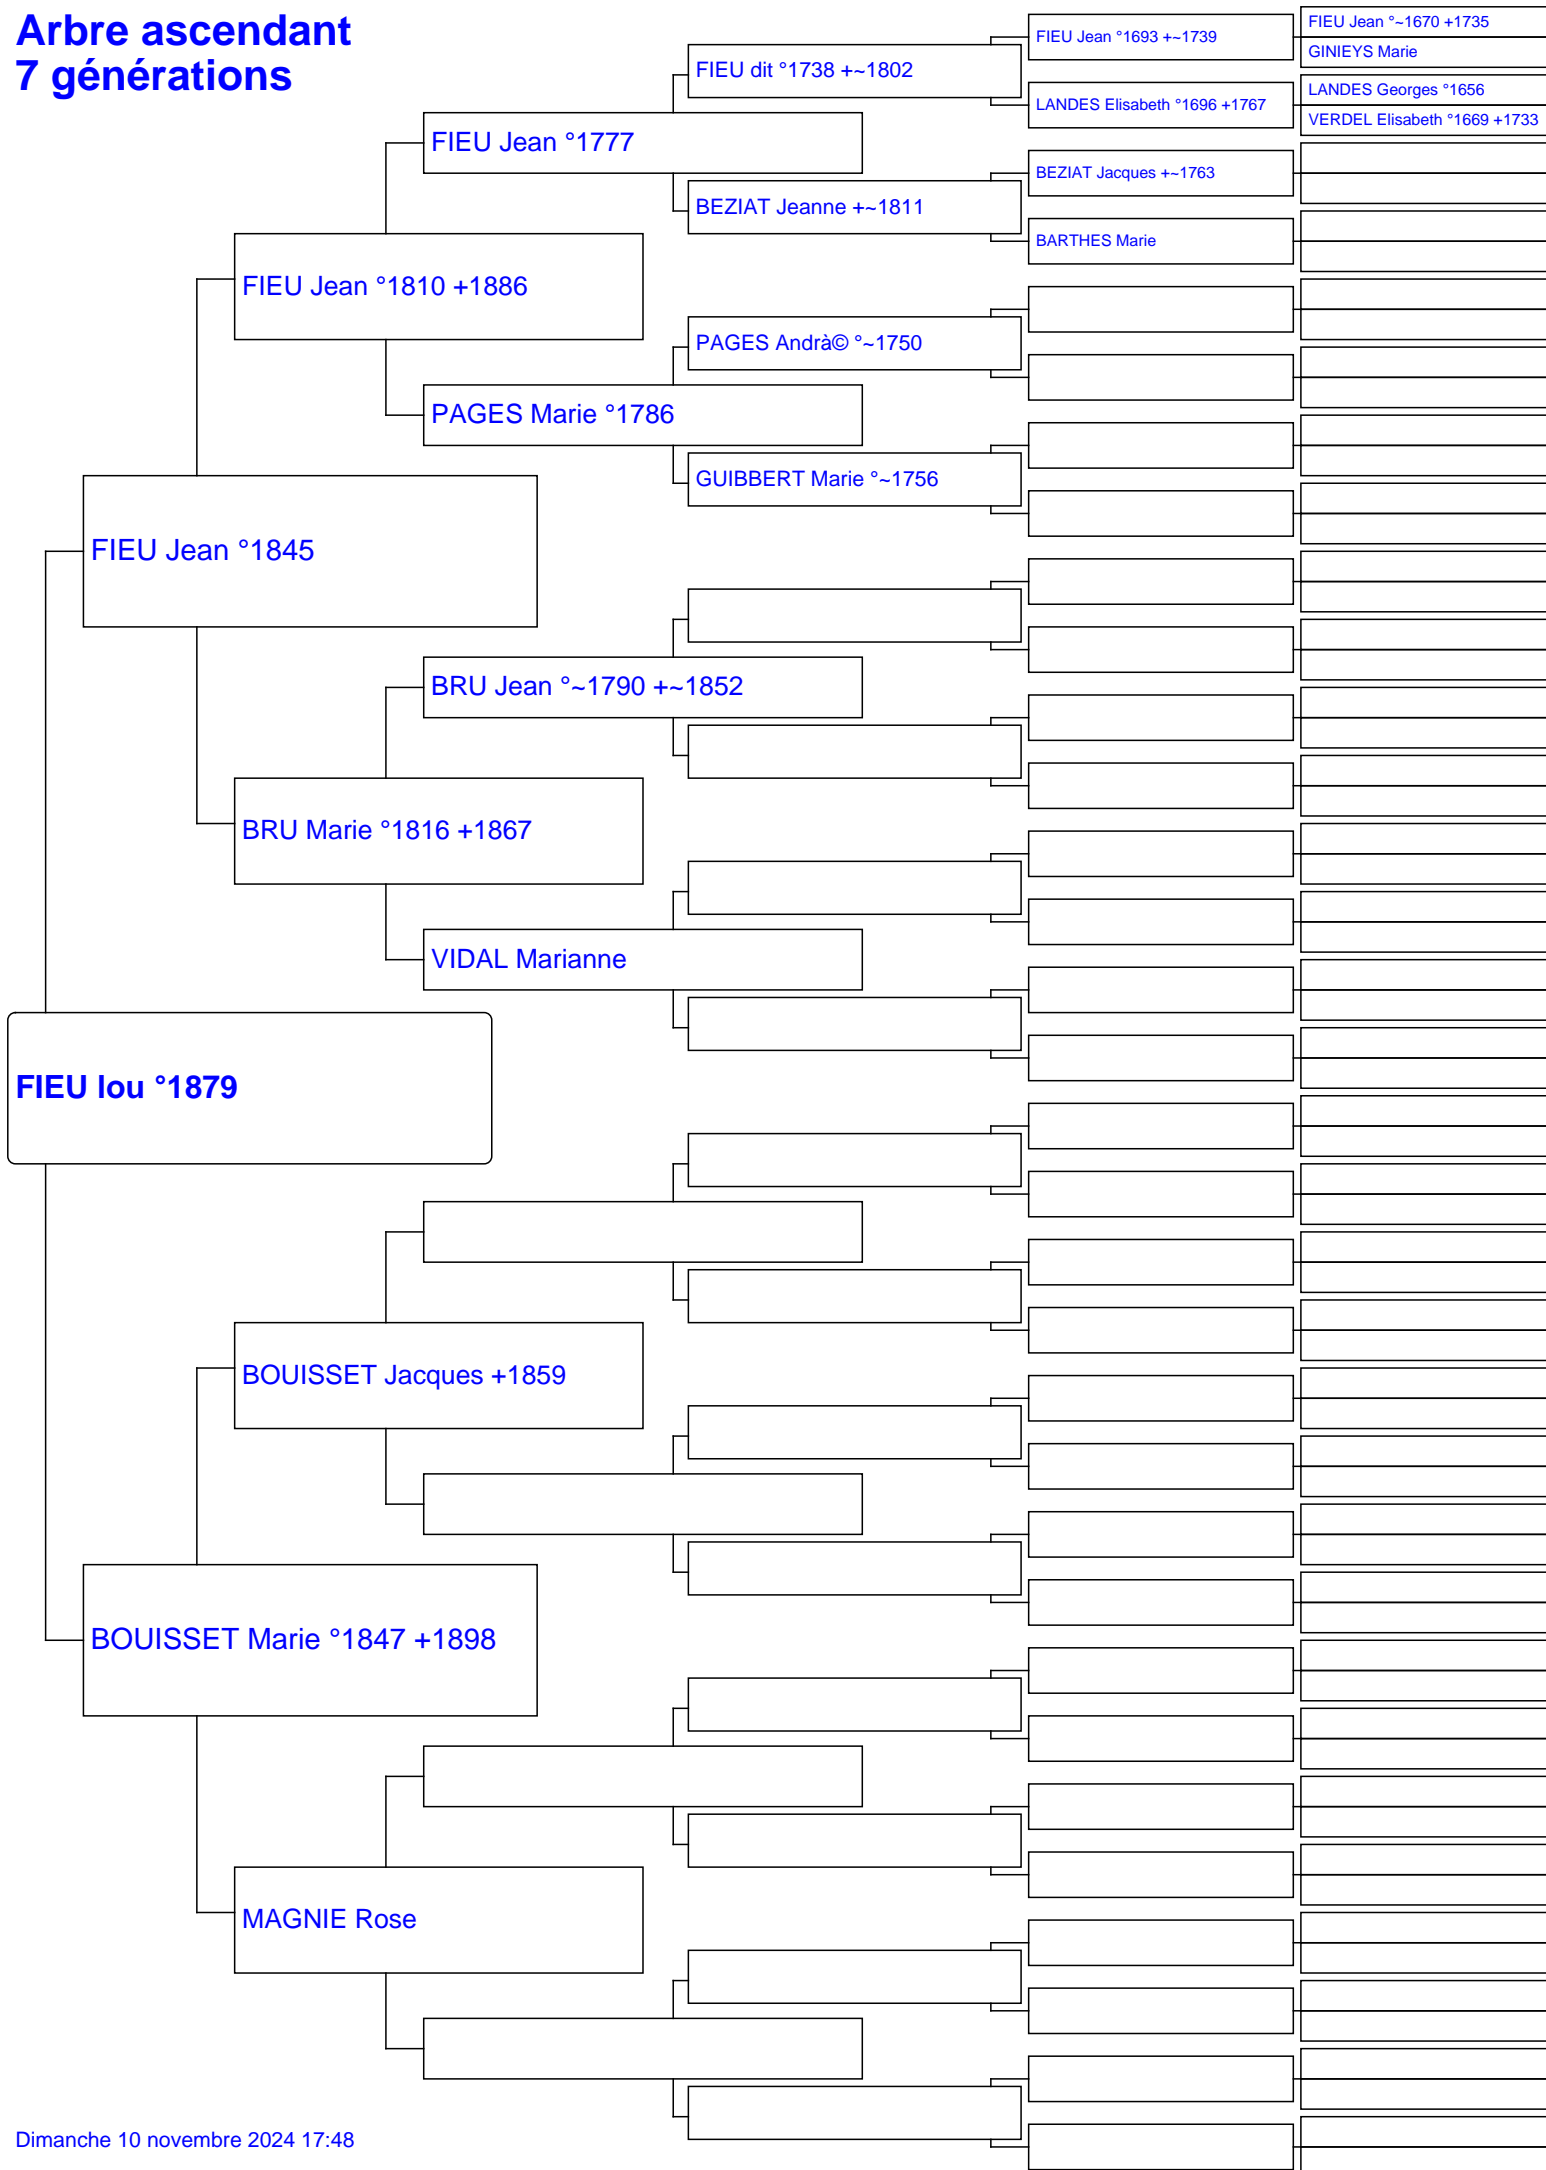 Arbre ascendant
7 générations
FIEU Jean °~1670 +1735
FIEU Jean °1693 +~1739
GINIEYS Marie
FIEU dit °1738 +~1802
LANDES Georges °1656
LANDES Elisabeth °1696 +1767
VERDEL Elisabeth °1669 +1733
FIEU Jean °1777
BEZIAT Jacques +~1763
BEZIAT Jeanne +~1811
BARTHES Marie
FIEU Jean °1810 +1886
PAGES Andrà© °~1750
PAGES Marie °1786
GUIBBERT Marie °~1756
FIEU Jean °1845
BRU Jean °~1790 +~1852
BRU Marie °1816 +1867
VIDAL Marianne
FIEU lou °1879
BOUISSET Jacques +1859
BOUISSET Marie °1847 +1898
MAGNIE Rose
Dimanche 10 novembre 2024 17:48